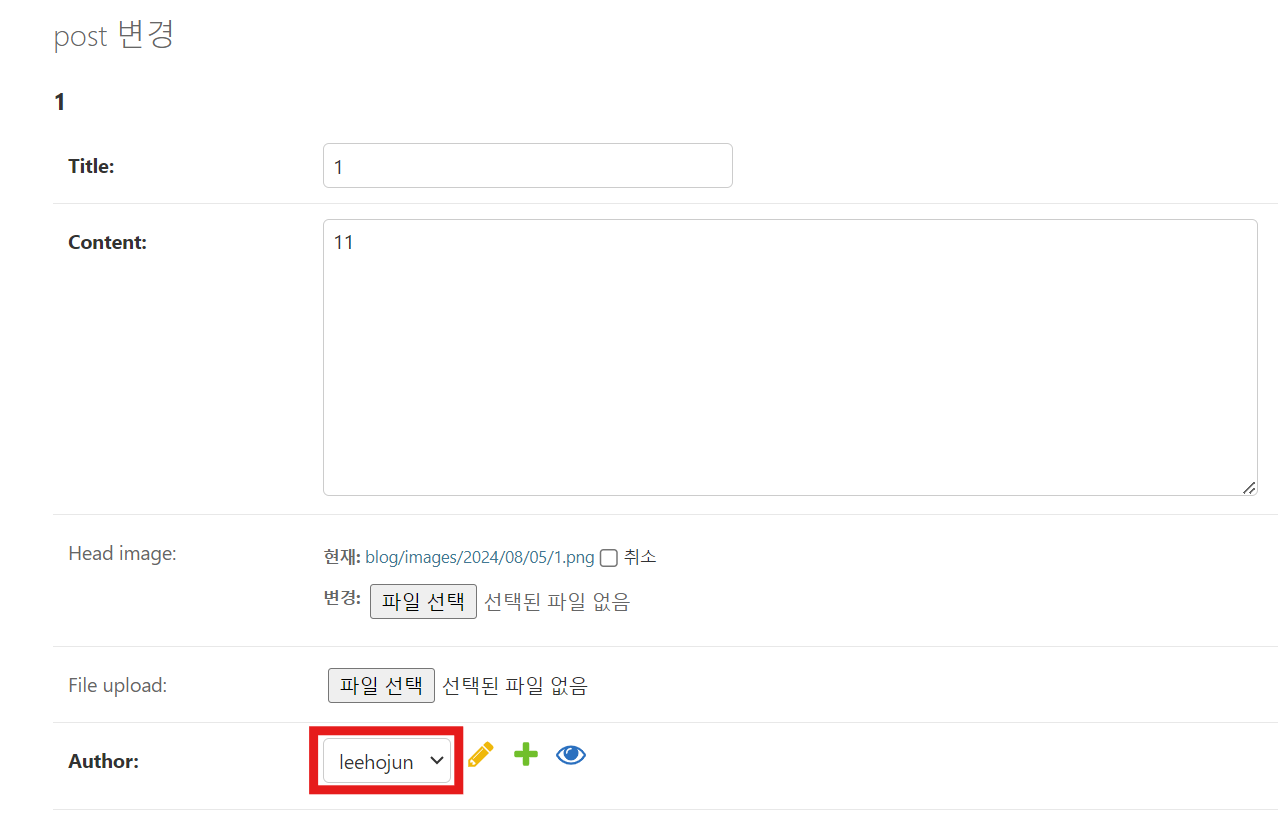 post 변경
1
Title: 1
Content: 11
Head image: 현재: blog/images/2024/08/05/1.png 취소
변경: 파일 선택 선택된 파일 없음
File upload: 파일 선택 선택된 파일 없음
Author: leehojun